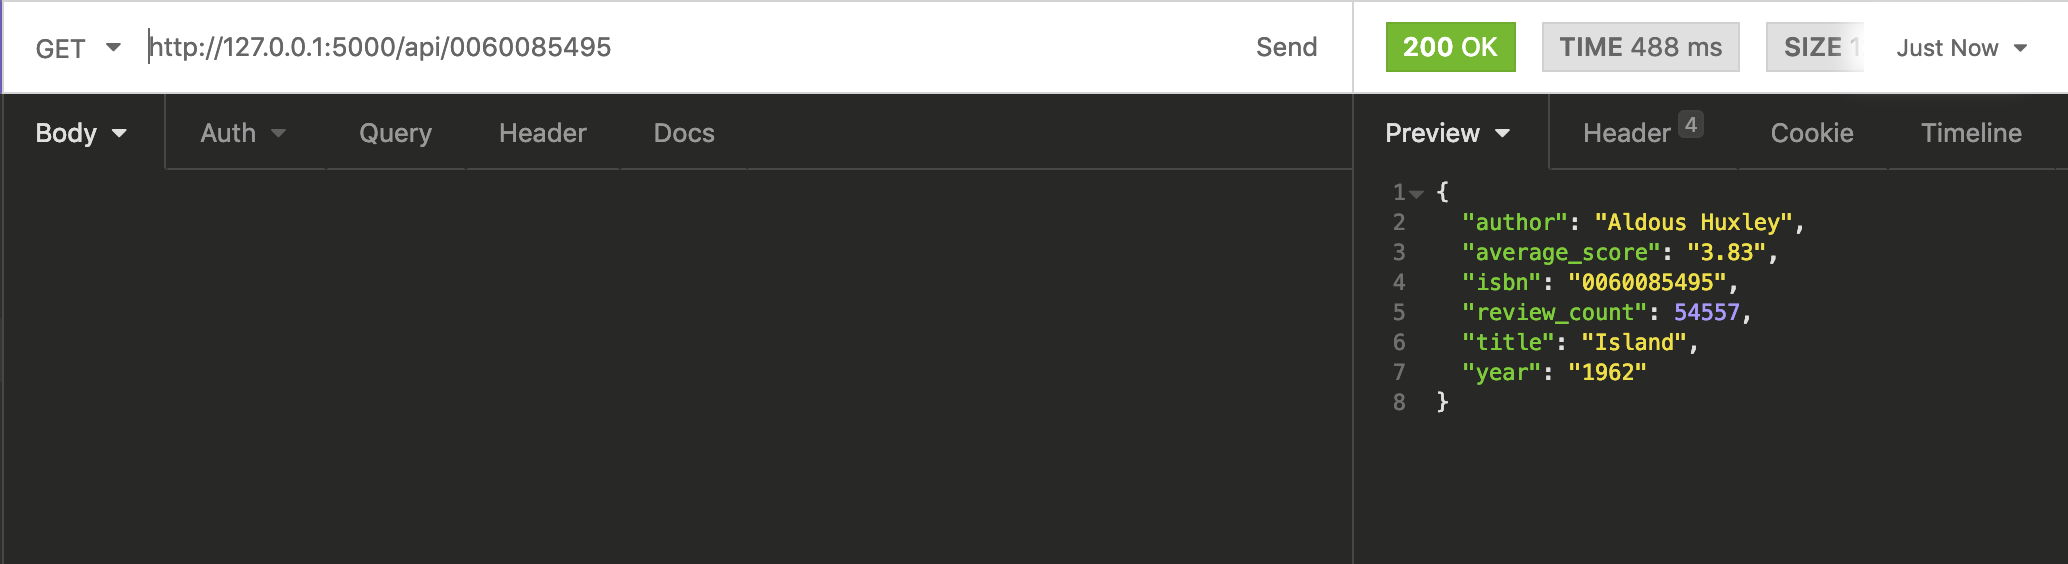 GET http://127.0.0.1:5000/api/0060085495 Send 200 OK TIME 488 ms SIZE 1 Just Now
Body Auth Query Header Docs Preview Header 4 Cookie Timeline
1 {
2 "author": "Aldous Huxley",
3 "average_score": "3.83",
4 "isbn": "0060085495",
5 "review_count": 54557,
6 "title": "Island",
7 "year": "1962"
8 }